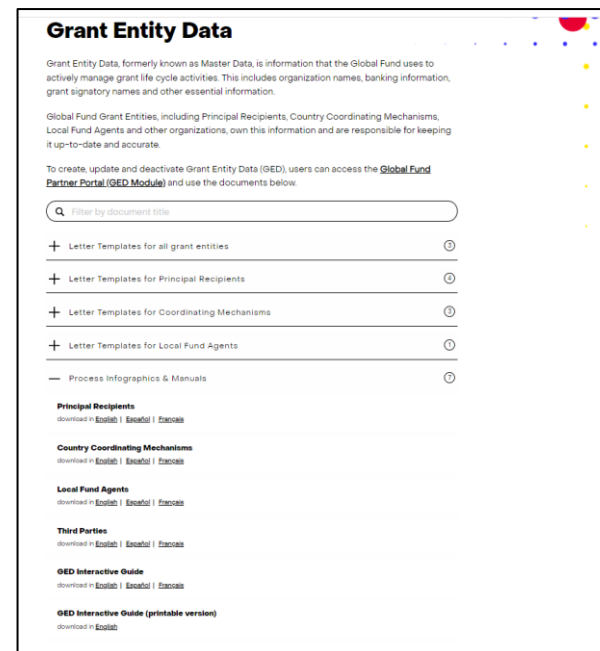 Grant Entity Data
Grant Entity Data, formerly known as Master Data, is information that the Global Fund uses to
actively manage grant life cycle activities. This includes organization names, banking information,
grant signatory names and other essential information.
Global Fund Grant Entities, including Principal Recipients, Country Coordinating Mechanisms,
Local Fund Agents and other organizations, own this information and are responsible for keeping
it up-to-date and accurate.
To create, update and deactivate Grant Entity Data (GED), users can access the Global Fund
Partner Portal (GED Module) and use the documents below.
Filter by document title
Letter Templates for all grant entities 3
Letter Templates for Principal Recipients 4
Letter Templates for Coordinating Mechanisms 3
Letter Templates for Local Fund Agents 1
Process Infographics & Manuals 7
Principal Recipients
download in English | Español | Français
Country Coordinating Mechanisms
download in English | Español | Français
Local Fund Agents
download in English | Español | Français
Third Parties
download in English | Español | Français
GED Interactive Guide
download in English | Español | Français
GED Interactive Guide (printable version)
download in English